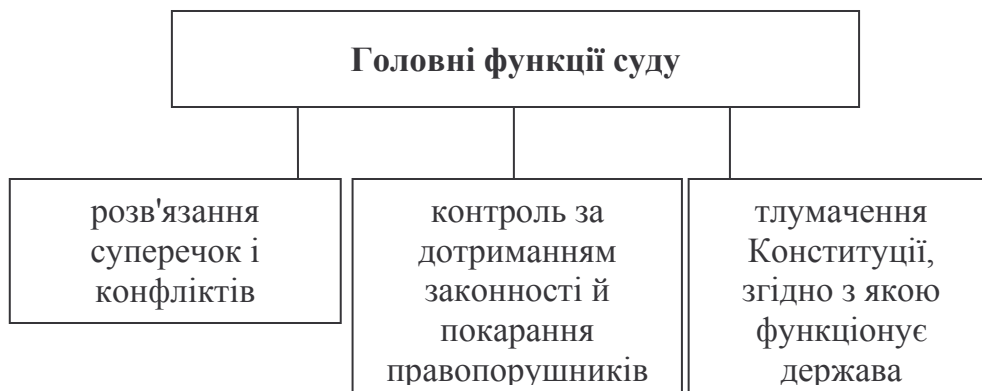 Головні функції суду
розв'язання
суперечок і
конфліктів
контроль за
дотриманням
законності й
покарання
правопорушників
тлумачення
Конституції,
згідно з якою
функціонує
держава